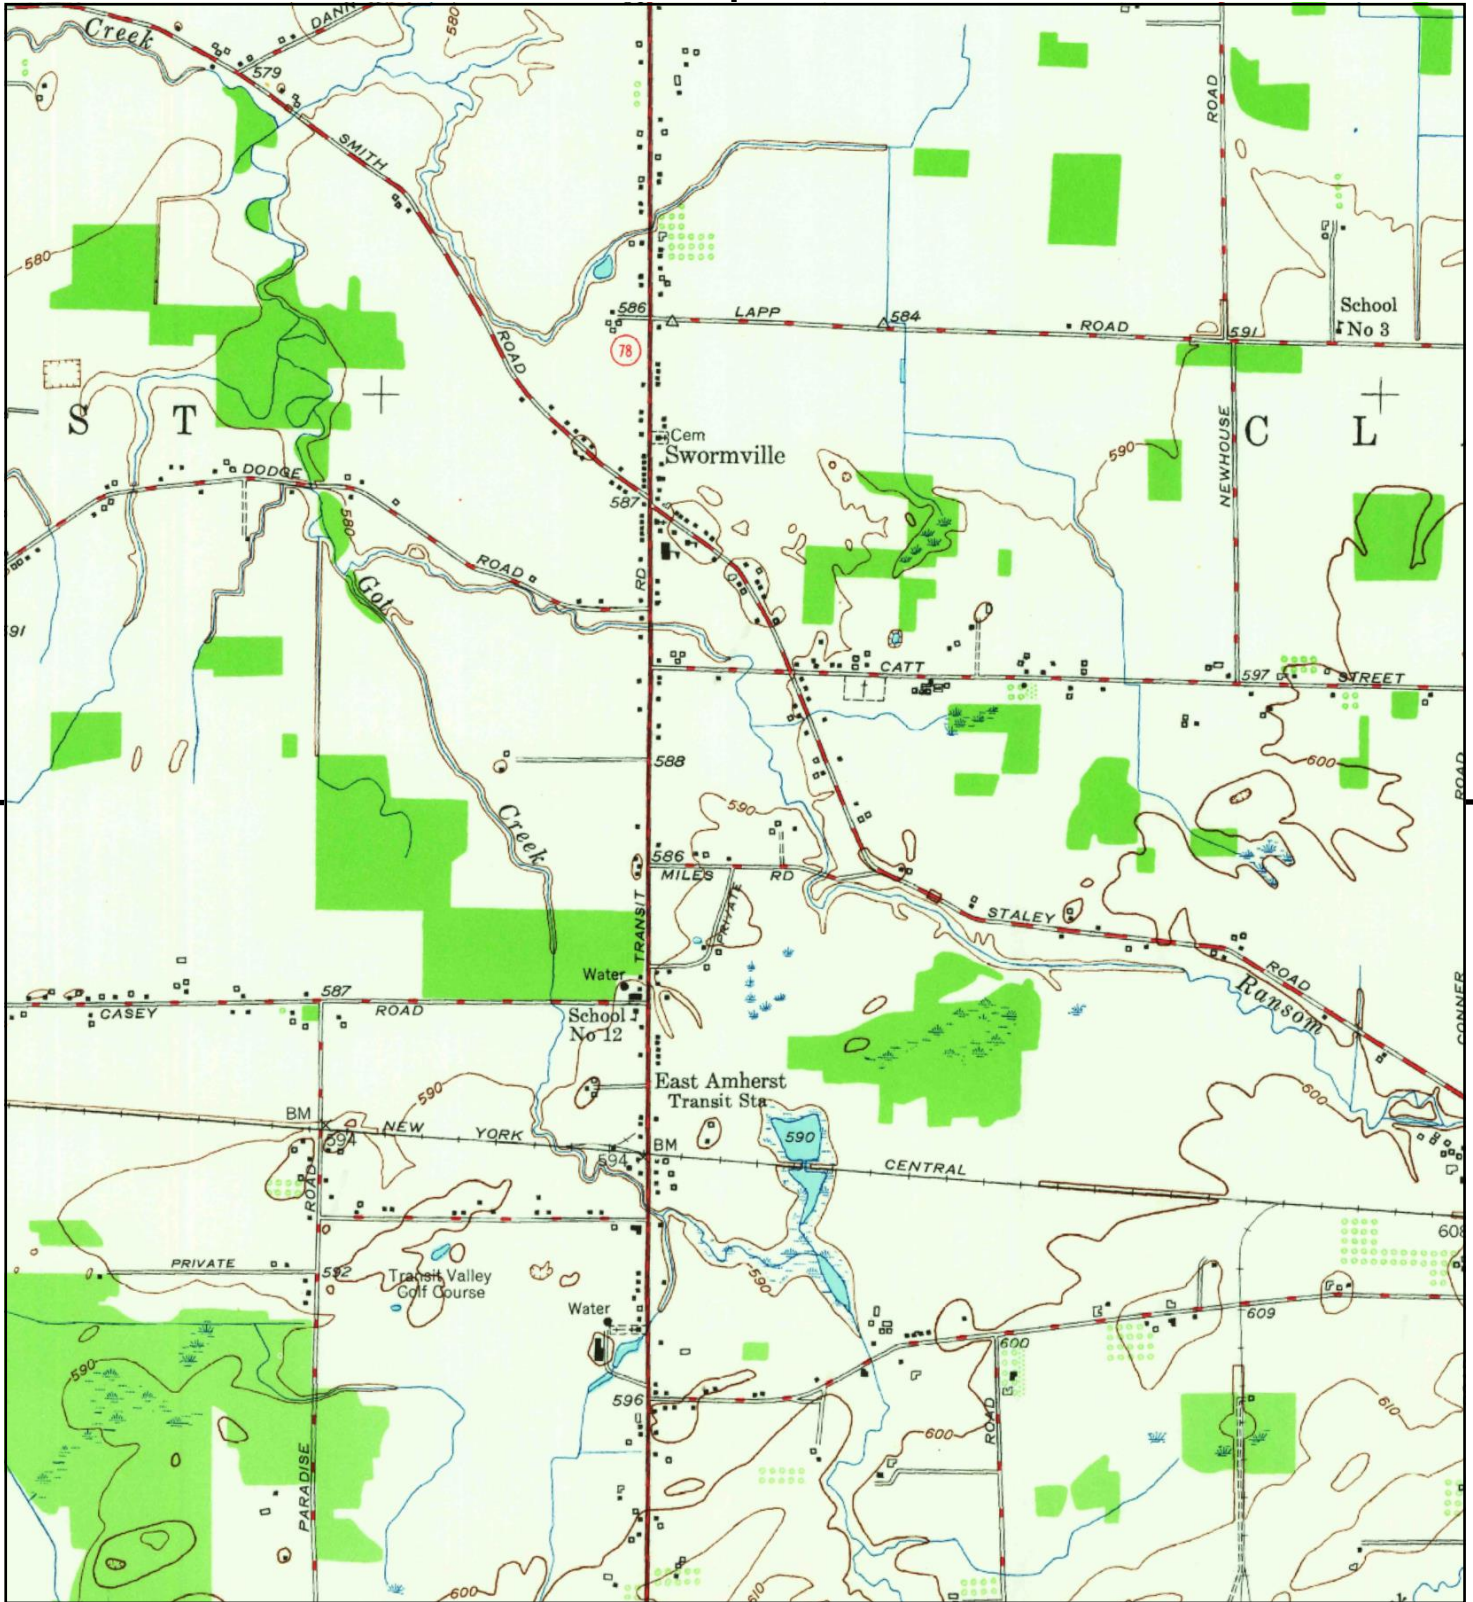 DANN
580
Creek
579
SMITH
ROAD
580
586
LAPP
584
ROAD
591
School
No 3
78
ROAD
S T
C L
Cem
Swormville
NEWHOUSE
590
DODGE
587
580
ROAD
RD
Got
591
CATT
597
STREET
588
600
ROAD
590
Creek
586
MILES RD
PRIVATE
TRANSIT
STALEY
ROAD
Water
Ransom
CONNER
587
CASEY
ROAD
School
No 12
590
East Amherst
Transit Sta
600
BM
594
NEW YORK
594
BM
590
CENTRAL
ROAD
608
PRIVATE
592
Transit Valley
Golf Course
590
Water
609
600
590
596
610
ROAD
600
PARADISE
600
610